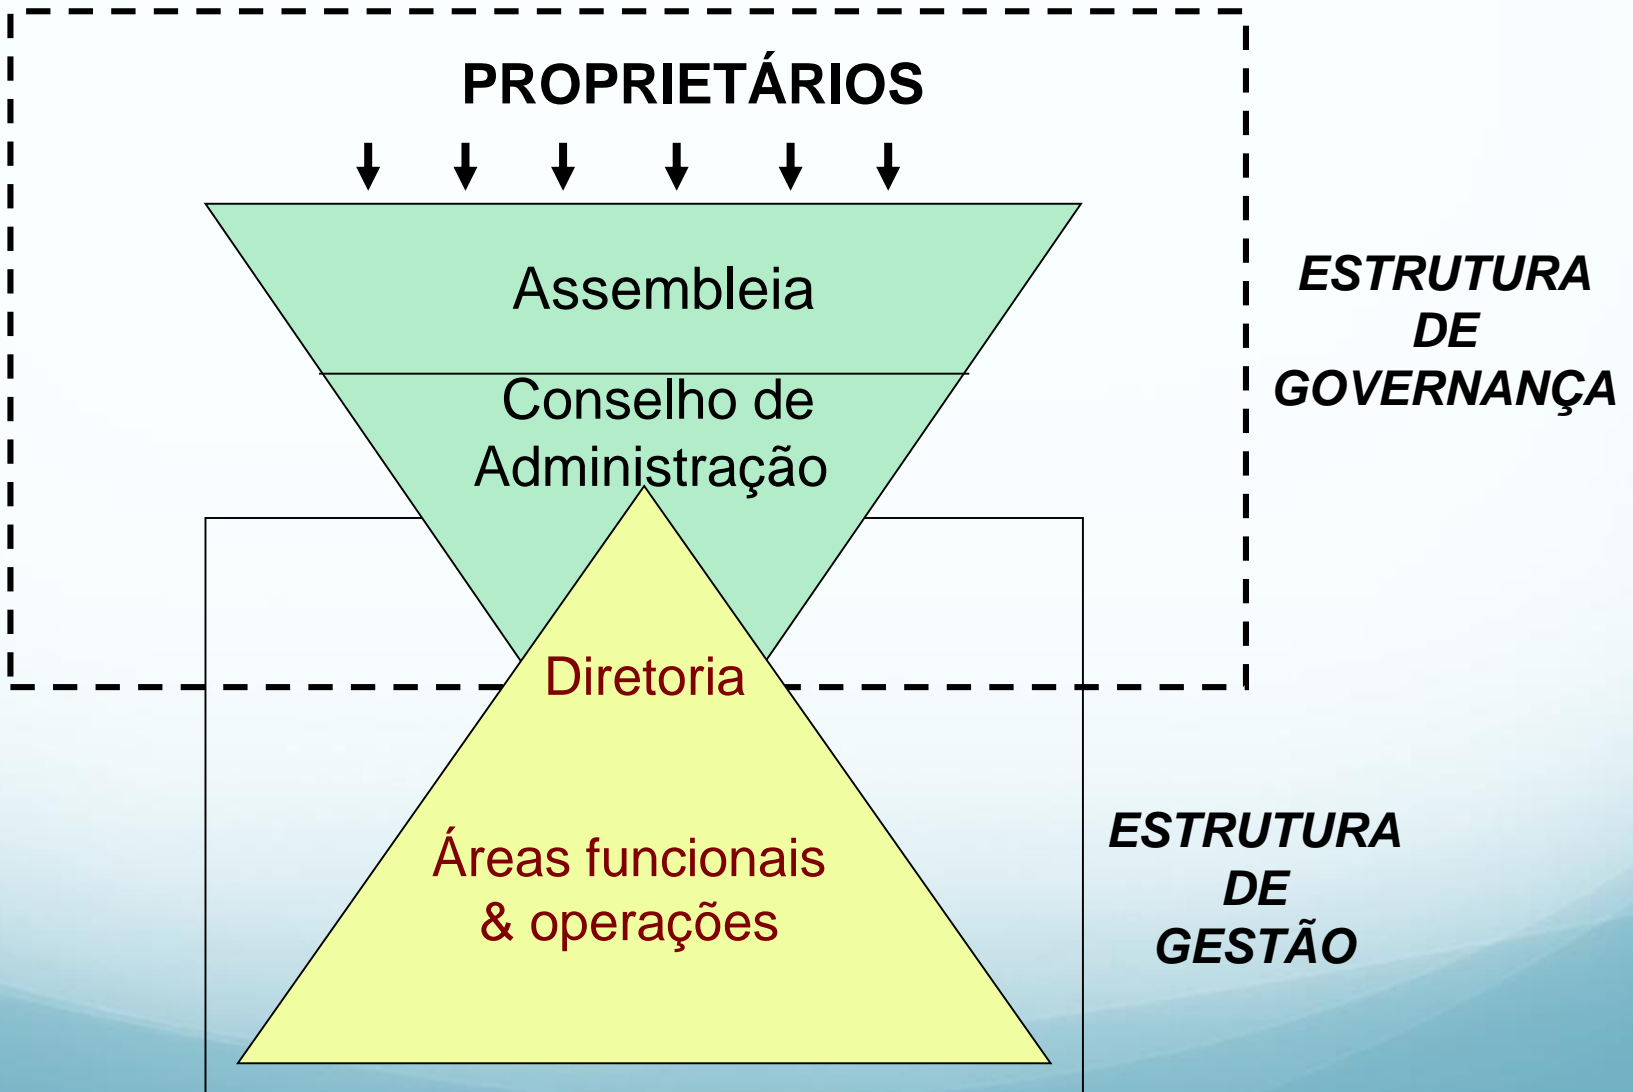 PROPRIETÁRIOS
Assembleia
Conselho de
Administração
ESTRUTURA
DE
GOVERNANÇA
Diretoria
Áreas funcionais
& operações
ESTRUTURA
DE
GESTÃO